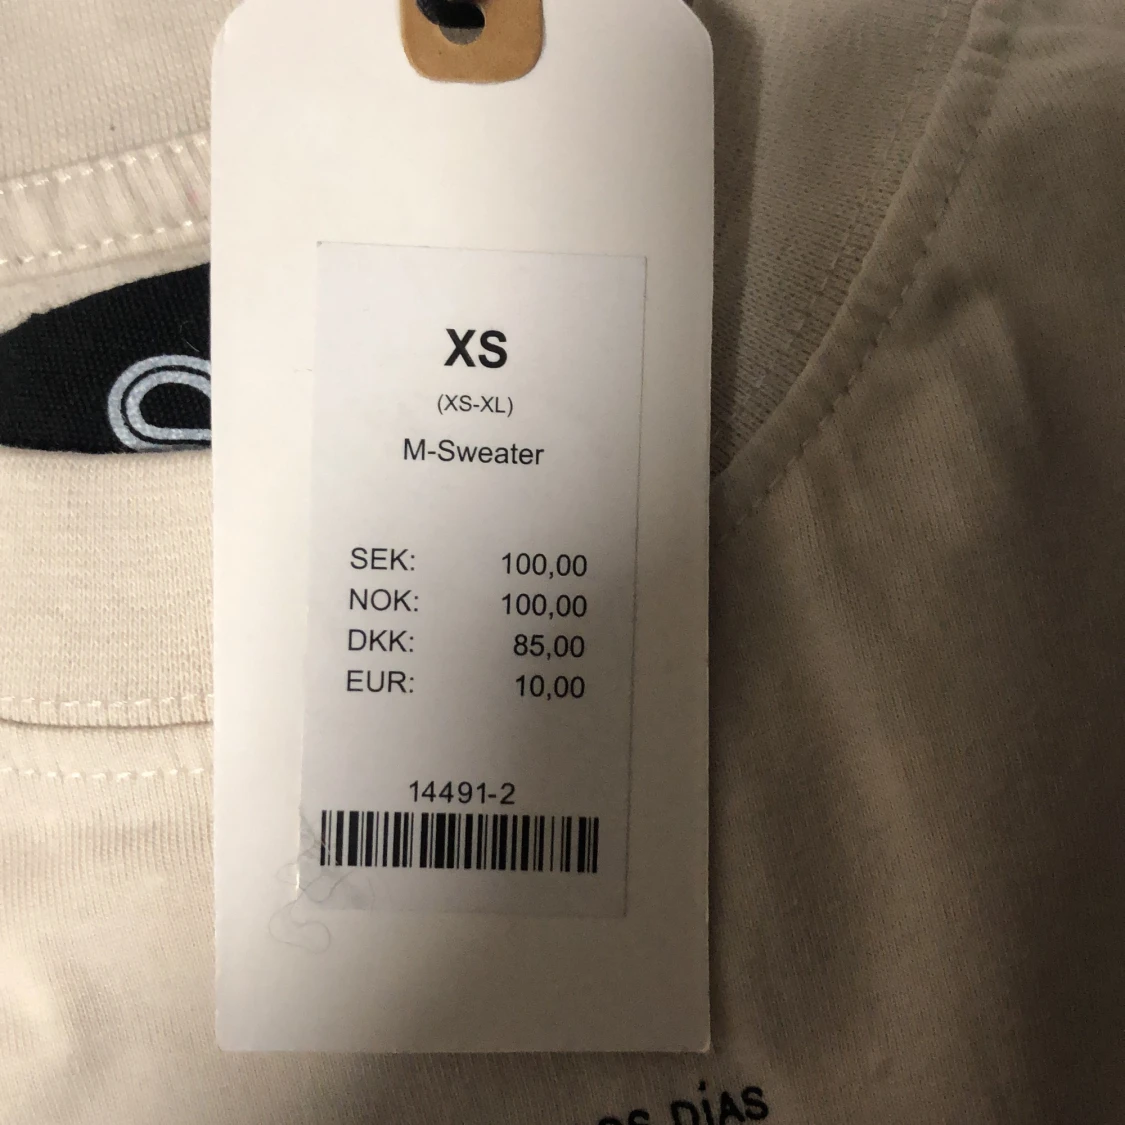 XS
(XS-XL)
M-Sweater
SEK: 100,00
NOK: 100,00
DKK: 85,00
EUR: 10,00
14491-2
DÍAS